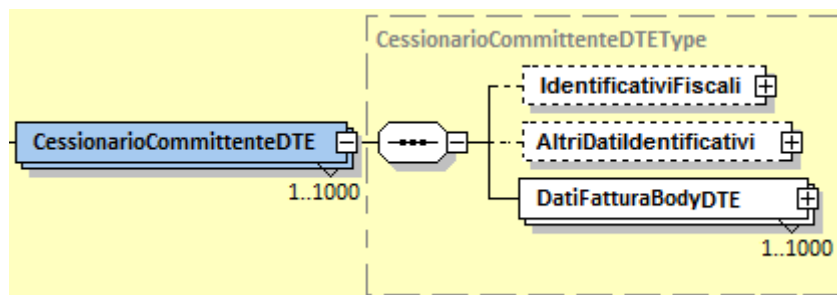 CessionarioCommittenteDTEType
IdentificativiFiscali
CessionarioCommittenteDTE
1..1000
AltriDatiIdentificativi
DatiFatturaBodyDTE
1..1000